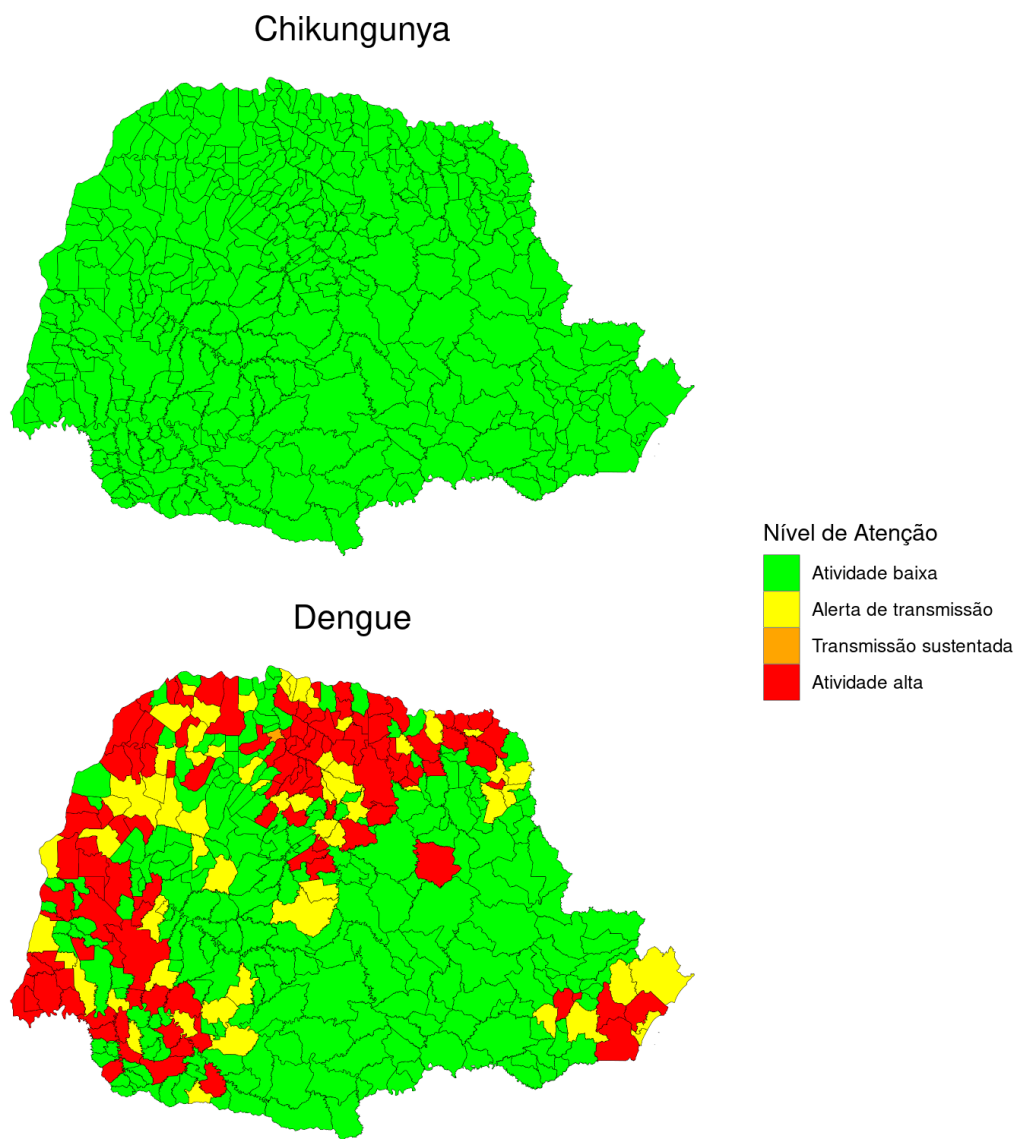 Chikungunya
Nível de Atenção
Atividade baixa
Alerta de transmissão
Transmissão sustentada
Atividade alta
Dengue